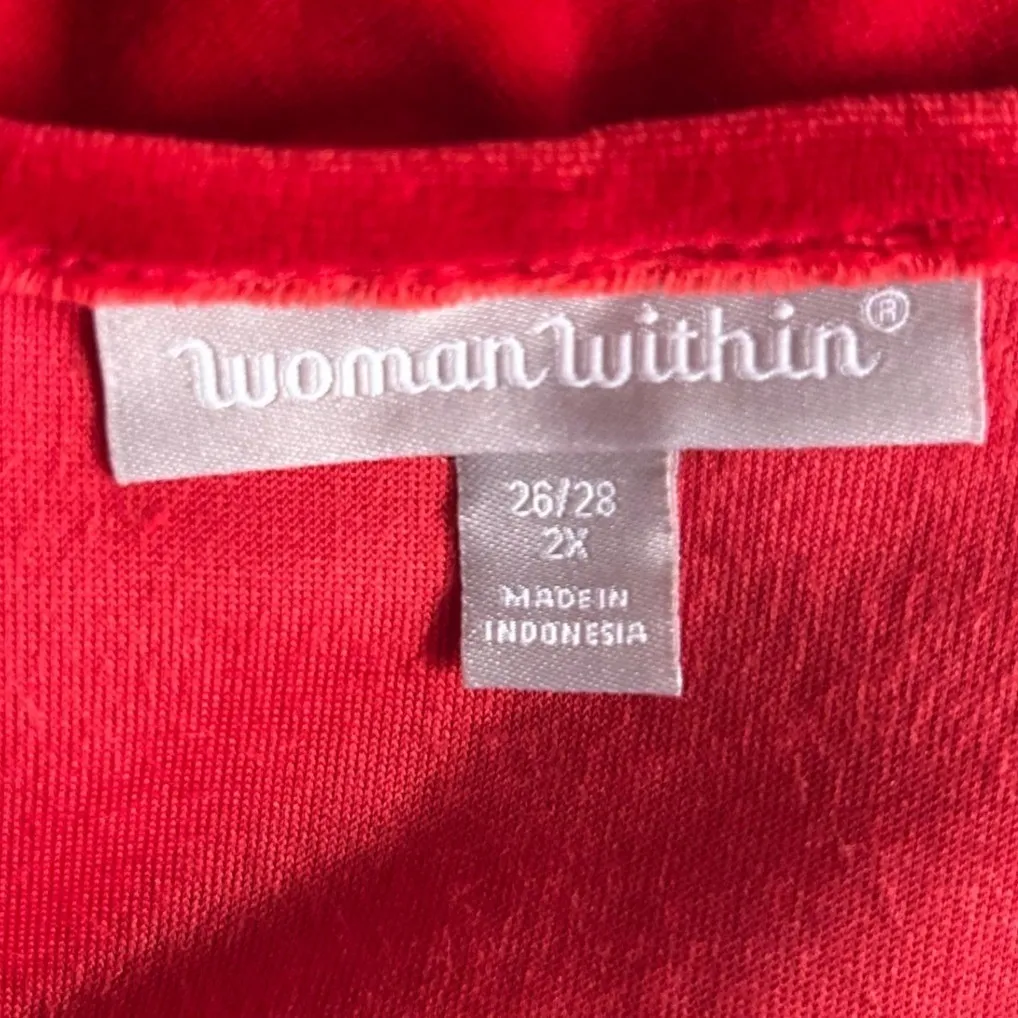 Woman Within®
26/28
2X
MADE IN
INDONESIA